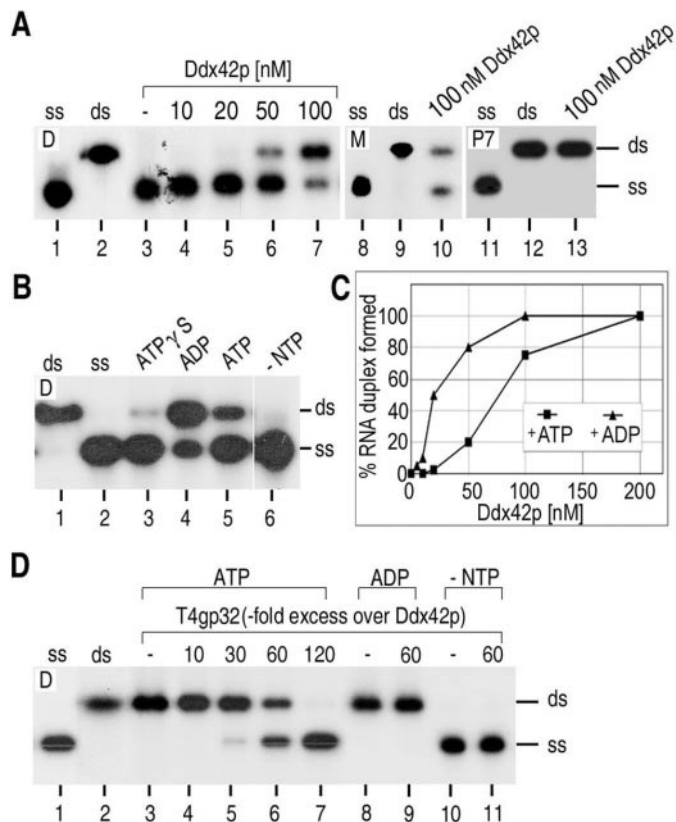 A
Ddx42p [nM]
100 nM Ddx42p
100 nM Ddx42p
ss ds - 10 20 50 100 ss ds ss ds
D M P7
ds
ss
1 2 3 4 5 6 7 8 9 10 11 12 13
B
ds ss ATPγS ADP ATP -NTP
D
ds
ss
1 2 3 4 5 6
C
% RNA duplex formed
100
80
60
40
20
0
+ATP +ADP
0 50 100 150 200
Ddx42p [nM]
D
ATP ADP - NTP
T4gp32(-fold excess over Ddx42p)
ss ds - 10 30 60 120 - 60 - 60
D
ds
ss
1 2 3 4 5 6 7 8 9 10 11